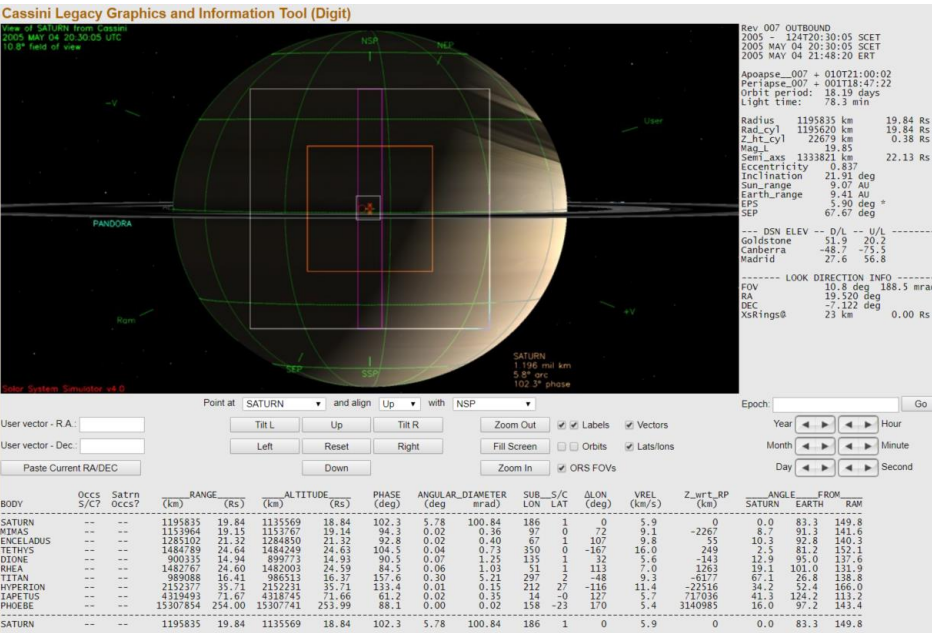 Cassini Legacy Graphics and Information Tool (Digit)
View of SATURN from Cassini
2005 MAY 04 20:30:05 UTC
10.8° field of view
NSP
NEP
-V
User
PANDORA
Ram
+V
SEP
SSP
SATURN
1.196 mil km
5.8° arc
102.3° phase
Solar System Simulator v4.0
Rev 007 OUTBOUND
2005 - 124T20:30:05 SCET
2005 MAY 04 20:30:05 SCET
2005 MAY 04 21:48:20 ERT
Apoapse__007 + 010T21:00:02
Periapse_007 + 001T18:47:22
Orbit period: 18.19 days
Light time: 78.3 min
Radius 1195835 km 19.84 Rs
Rad_cyl 1195620 km 19.84 Rs
Z_ht_cyl 22679 km 0.38 Rs
Mag_L 19.85
Semi_axs 1333821 km 22.13 Rs
Eccentricity 0.837
Inclination 21.91 deg
Sun_range 9.07 AU
Earth_range 9.41 AU
EPS 5.90 deg *
SEP 67.67 deg
--- DSN ELEV -- D/L -- U/L -------
Goldstone 51.9 20.2
Canberra -48.7 -75.5
Madrid 27.6 56.8
------- LOOK DIRECTION INFO ------
FOV 10.8 deg 188.5 mrad
RA 19.520 deg
DEC -7.122 deg
XsRings@ 23 km 0.00 Rs
Point at SATURN and align Up with NSP
Epoch: Go
User vector - R.A.: Tilt L Up Tilt R Zoom Out Labels Vectors Year Hour
User vector - Dec.: Left Reset Right Fill Screen Orbits Lats/lons Month Minute
Paste Current RA/DEC Down Zoom In ORS FOVs Day Second
Occs Satrn ____RANGE____ ___ALTITUDE____ PHASE ANGULAR_DIAMETER SUB__S/C ΔLON VREL Z_wrt_RP ____ANGLE___FROM____
BODY S/C? Occs? (km) (Rs) (km) (Rs) (deg) (deg mrad) LON LAT (deg) (km/s) (km) SATURN EARTH RAM
SATURN -- -- 1195835 19.84 1135569 18.84 102.3 5.78 100.84 186 1 0 5.9 0 0.0 83.3 149.8
MIMAS -- -- 1153964 19.15 1153767 19.14 94.3 0.02 0.36 97 0 72 9.1 -2267 8.7 91.3 141.6
ENCELADUS -- -- 1285102 21.32 1284850 21.32 92.8 0.02 0.40 67 1 107 9.8 55 10.3 92.8 140.3
TETHYS -- -- 1484789 24.64 1484249 24.63 104.5 0.04 0.73 350 0 -167 16.0 249 2.5 81.2 152.1
DIONE -- -- 900335 14.94 899773 14.93 90.5 0.07 1.25 135 1 32 5.6 -143 12.9 95.0 137.6
RHEA -- -- 1482767 24.60 1482003 24.59 84.5 0.06 1.03 51 1 113 7.0 1263 19.1 101.0 131.9
TITAN -- -- 989088 16.41 986513 16.37 157.6 0.30 5.21 297 2 -48 9.3 -6177 67.1 26.8 138.8
HYPERION -- -- 2152377 35.71 2152231 35.71 133.4 0.01 0.15 212 27 -116 11.4 -22516 34.2 52.4 166.0
IAPETUS -- -- 4319493 71.67 4318745 71.66 61.2 0.02 0.35 14 -0 127 5.7 717036 41.3 124.2 113.2
PHOEBE -- -- 15307854 254.00 15307741 253.99 88.1 0.00 0.02 158 -23 170 5.4 3140985 16.0 97.2 143.4
SATURN -- -- 1195835 19.84 1135569 18.84 102.3 5.78 100.84 186 1 0 5.9 0 0.0 83.3 149.8